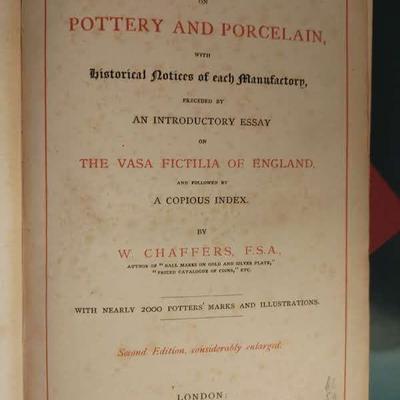 ON
POTTERY AND PORCELAIN,
WITH
Historical Notices of each Manufactory,
PRECEDED BY
AN INTRODUCTORY ESSAY
ON
THE VASA FICTILIA OF ENGLAND,
AND FOLLOWED BY
A COPIOUS INDEX.
BY
W. CHAFFERS, F.S.A.,
AUTHOR OF "HALL MARKS ON GOLD AND SILVER PLATE,"
"PRICED CATALOGUE OF COINS," ETC.
WITH NEARLY 2000 POTTERS' MARKS AND ILLUSTRATIONS.
Second Edition, considerably enlarged.
LONDON: